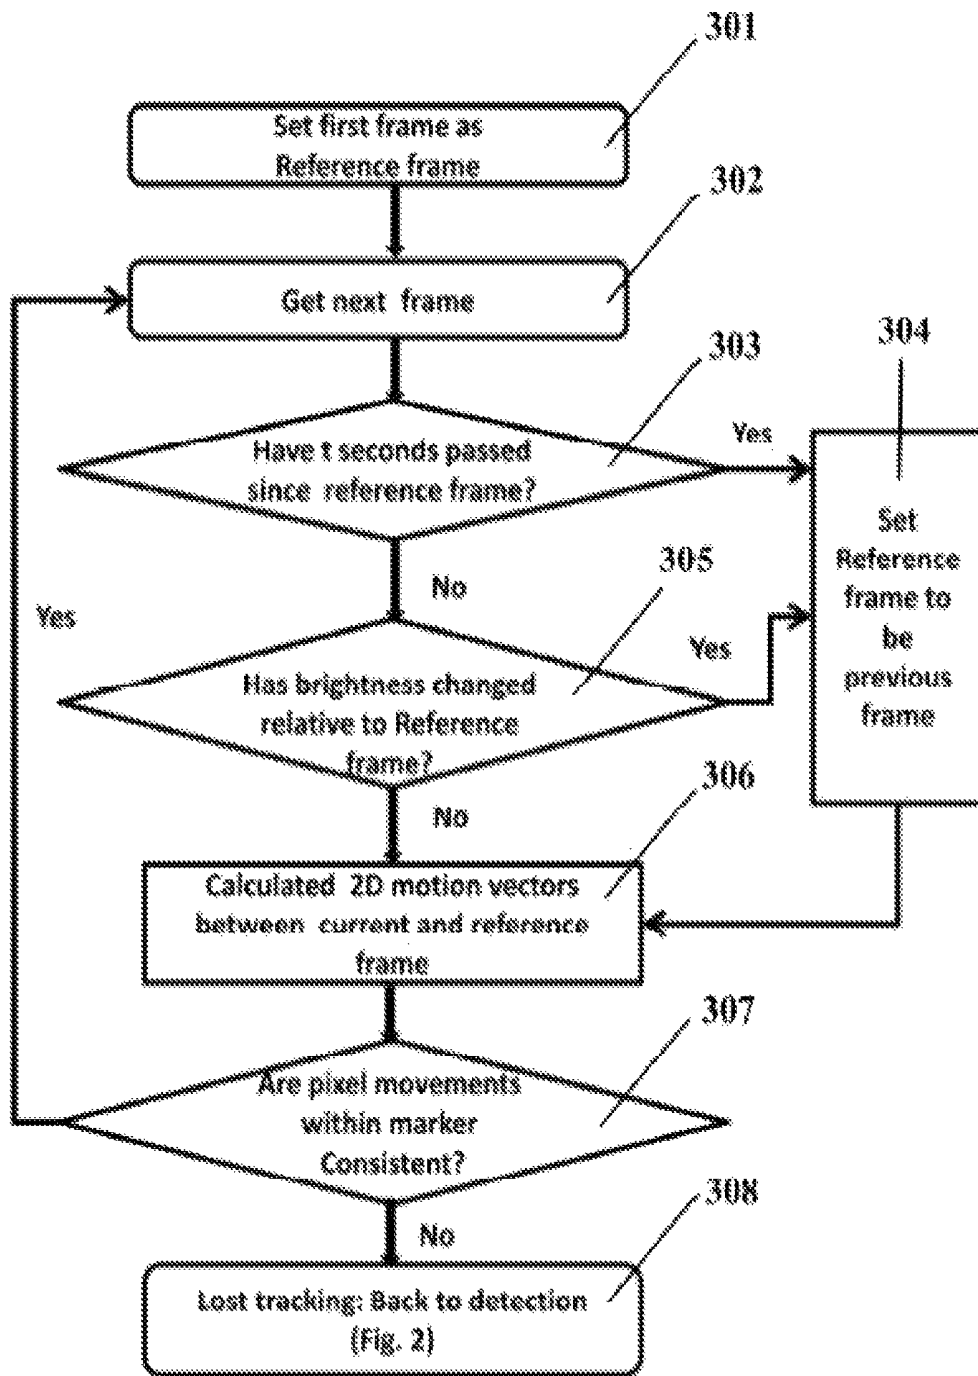 301
Set first frame as
Reference frame
302
Get next frame
303
304
Have t seconds passed
since reference frame?
Yes
Set
Reference
frame to
be
previous
frame
No
305
Yes
Yes
Has brightness changed
relative to Reference
frame?
306
No
Calculated 2D motion vectors
between current and reference
frame
307
Are pixel movements
within marker
Consistent?
308
No
Lost tracking: Back to detection
(Fig. 2)